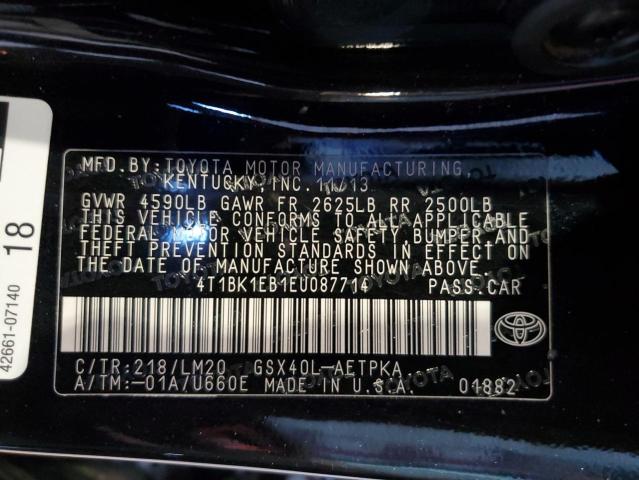 MFD.BY:TOYOTA MOTOR MANUFACTURING,
KENTUCKY,INC. 11/13
GVWR 4590LB GAWR FR 2625LB RR 2500LB
THIS VEHICLE CONFORMS TO ALL APPLICABLE
FEDERAL MOTOR VEHICLE SAFETY, BUMPER AND
THEFT PREVENTION STANDARDS IN EFFECT ON
THE DATE OF MANUFACTURE SHOWN ABOVE.
4T1BK1EB1EU087714 PASS.CAR
C/TR:218/LM20 GSX40L-AETPKA
A/TM:-01A/U660E MADE IN U.S.A. 01882
42661-07140
18